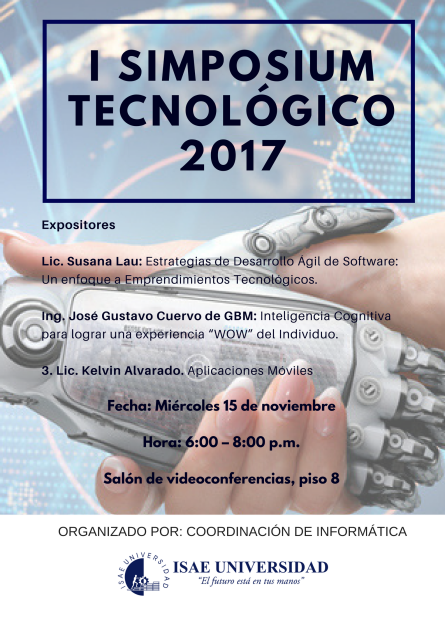 I SIMPOSIUM
TECNOLÓGICO
2017
Expositores
Lic. Susana Lau: Estrategias de Desarrollo Ágil de Software:
Un enfoque a Emprendimientos Tecnológicos.
Ing. José Gustavo Cuervo de GBM: Inteligencia Cognitiva
para lograr una experiencia “WOW” del Individuo.
3. Lic. Kelvin Alvarado. Aplicaciones Móviles
Fecha: Miércoles 15 de noviembre
Hora: 6:00 – 8:00 p.m.
Salón de videoconferencias, piso 8
ORGANIZADO POR: COORDINACIÓN DE INFORMÁTICA
ISAE UNIVERSIDAD
ISAE UNIVERSIDAD
“El futuro está en tus manos”